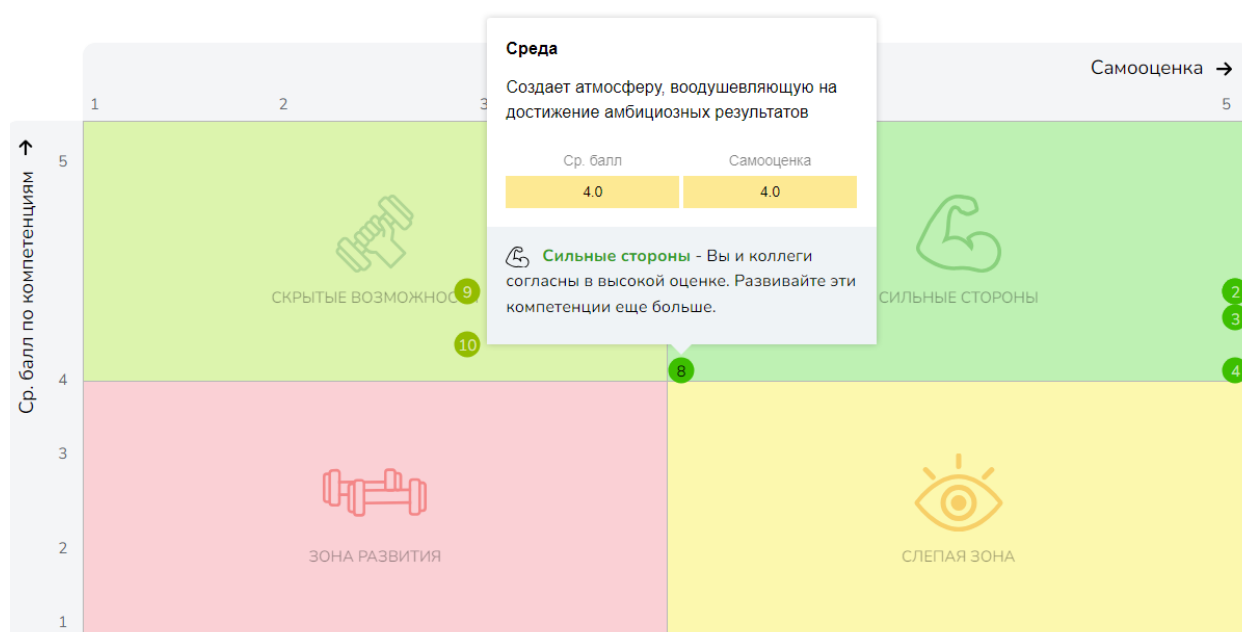 Среда
Создает атмосферу, воодушевляющую на
достижение амбициозных результатов
Ср. балл Самооценка
4.0 4.0
Сильные стороны - Вы и коллеги
согласны в высокой оценке. Развивайте эти
компетенции еще больше.
Самооценка →
1 2 3 5
Ср. балл по компетенциям →
5
4
3
2
1
СКРЫТЫЕ
9
10
СИЛЬНЫЕ СТОРОНЫ
2
3
8
4
ЗОНА РАЗВИТИЯ
СЛЕПАЯ ЗОНА